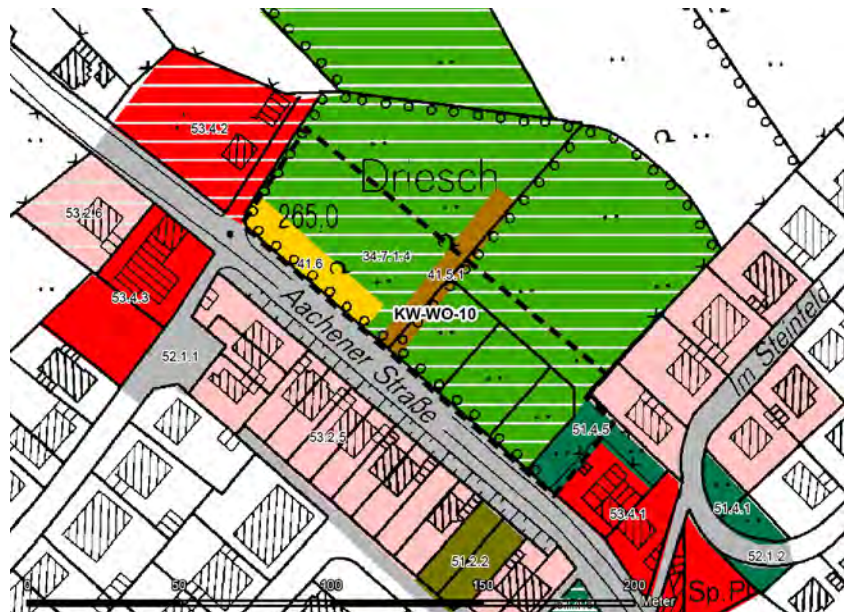 53.4.2
Driesch
53.2.6
265,0
34.7.1.4
41.6
41.5.1
53.4.3
KW-WO-10
Aachener Straße
Im Steinfeld
52.1.1
53.2.5
51.4.5
53.4.1
51.4.1
52.1.2
51.2.2
Sp.Pl
0 50 100 150 200
Meter